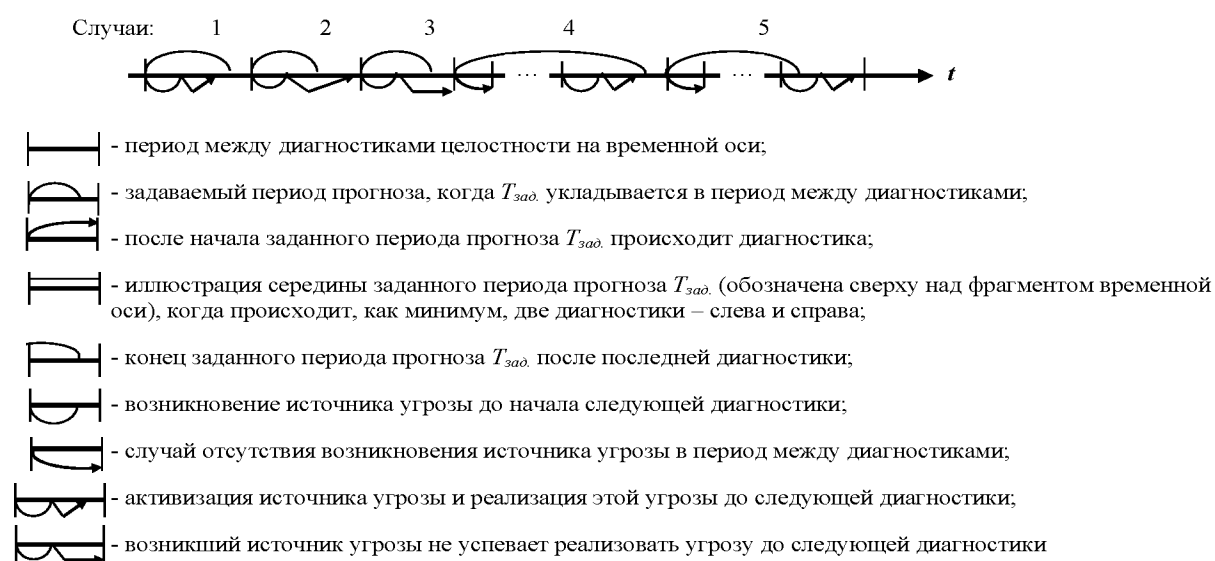 Случаи: 1 2 3 4 5
... ... t
- период между диагностиками целостности на временной оси;
- задаваемый период прогноза, когда Tзад. укладывается в период между диагностиками;
- после начала заданного периода прогноза Tзад. происходит диагностика;
- иллюстрация середины заданного периода прогноза Tзад. (обозначена сверху над фрагментом временной
оси), когда происходит, как минимум, две диагностики – слева и справа;
- конец заданного периода прогноза Tзад. после последней диагностики;
- возникновение источника угрозы до начала следующей диагностики;
- случай отсутствия возникновения источника угрозы в период между диагностиками;
- активизация источника угрозы и реализация этой угрозы до следующей диагностики;
- возникший источник угрозы не успевает реализовать угрозу до следующей диагностики